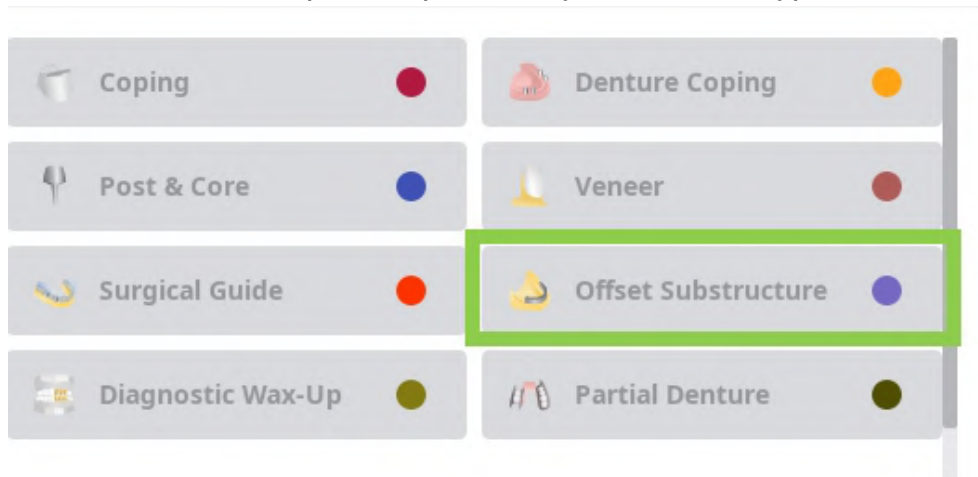 Coping
Denture Coping
Post & Core
Veneer
Surgical Guide
Offset Substructure
Diagnostic Wax-Up
Partial Denture